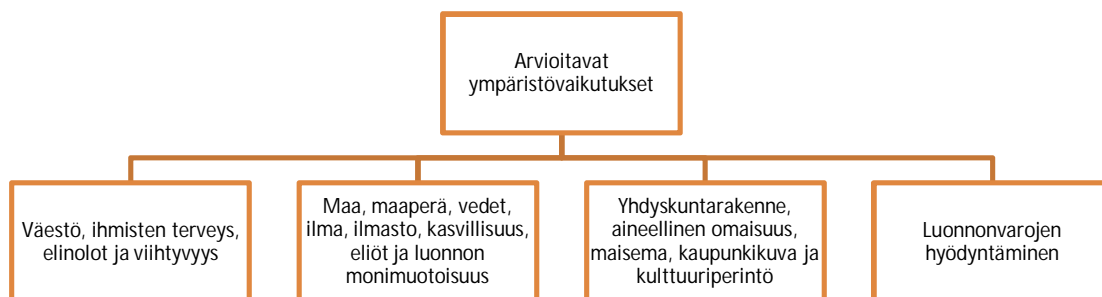 Arvioitavat
ympäristövaikutukset
Väestö, ihmisten terveys,
elinolot ja viihtyvyys
Maa, maaperä, vedet,
ilma, ilmasto, kasvillisuus,
eliöt ja luonnon
monimuotoisuus
Yhdyskuntarakenne,
aineellinen omaisuus,
maisema, kaupunkikuva ja
kulttuuriperintö
Luonnonvarojen
hyödyntäminen